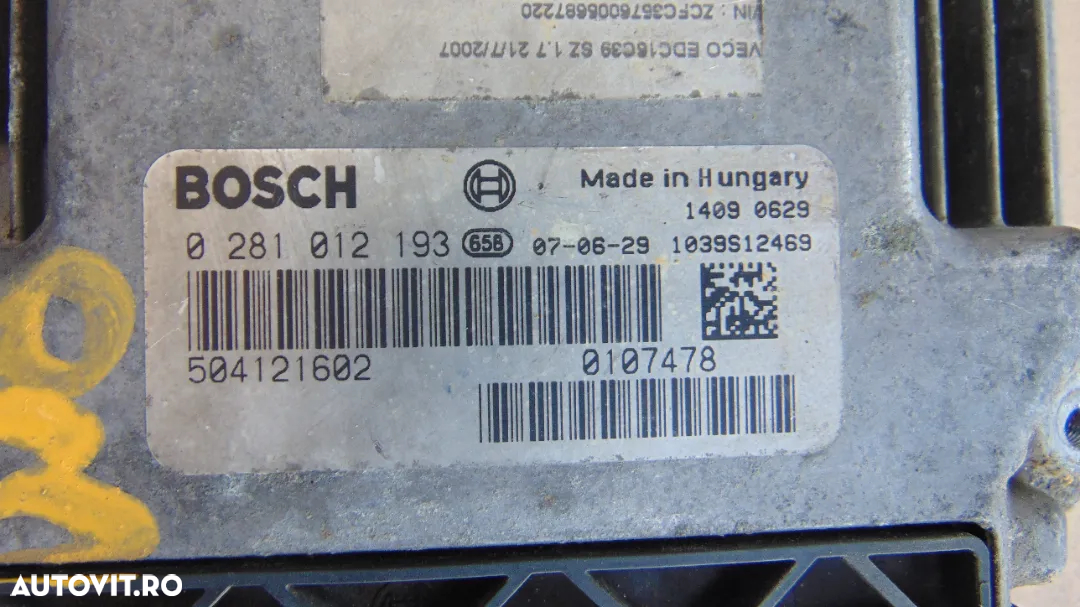 VIN : ZCFC3576005687220
IVECO EDC16C39 SZ 1.7 21/7/2007
BOSCH
Made in Hungary
1409 0629
0 281 012 193 658 07-06-29 1039S12469
504121602 0107478
AUTOVIT.RO